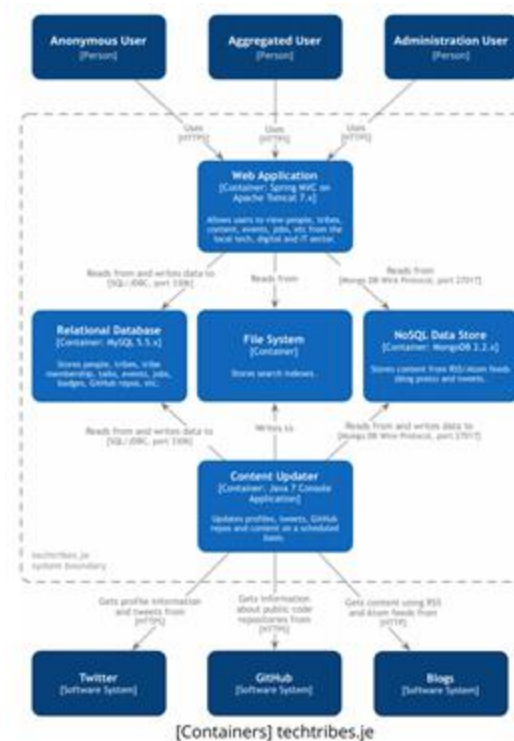 Anonymous User
[Person]
Aggregated User
[Person]
Administration User
[Person]
Uses
[HTTPS]
Uses
[HTTPS]
Uses
[HTTPS]
Web Application
[Container: Spring MVC on
Apache Tomcat 7.x]
Allows users to view people, tribes,
content, events, jobs, etc from the
local tech, digital and IT sector.
Reads from and writes data to
[SQL/JDBC, port 3306]
Reads from
Reads from
[Mongo DB Wire Protocol, port 27017]
Relational Database
[Container: MySQL 5.5.x]
Stores people, tribes, tribe
membership, talks, events, jobs,
badges, GitHub repos, etc.
File System
[Container]
Stores search indexes.
NoSQL Data Store
[Container: MongoDB 2.2.x]
Stores content from RSS/Atom feeds
(blog posts) and tweets.
Reads from and writes data to
[SQL/JDBC, port 3306]
Writes to
Reads from and writes data to
[Mongo DB Wire Protocol, port 27017]
Content Updater
[Container: Java 7 Console
Application]
Updates profiles, tweets, GitHub
repos and content on a scheduled
basis.
techtribes.je
system boundary
Gets profile information
and tweets from
[HTTPS]
Gets information
about public code
repositories from
[HTTPS]
Gets content using RSS
and Atom feeds from
[HTTP]
Twitter
[Software System]
GitHub
[Software System]
Blogs
[Software System]
[Containers] techtribes.je